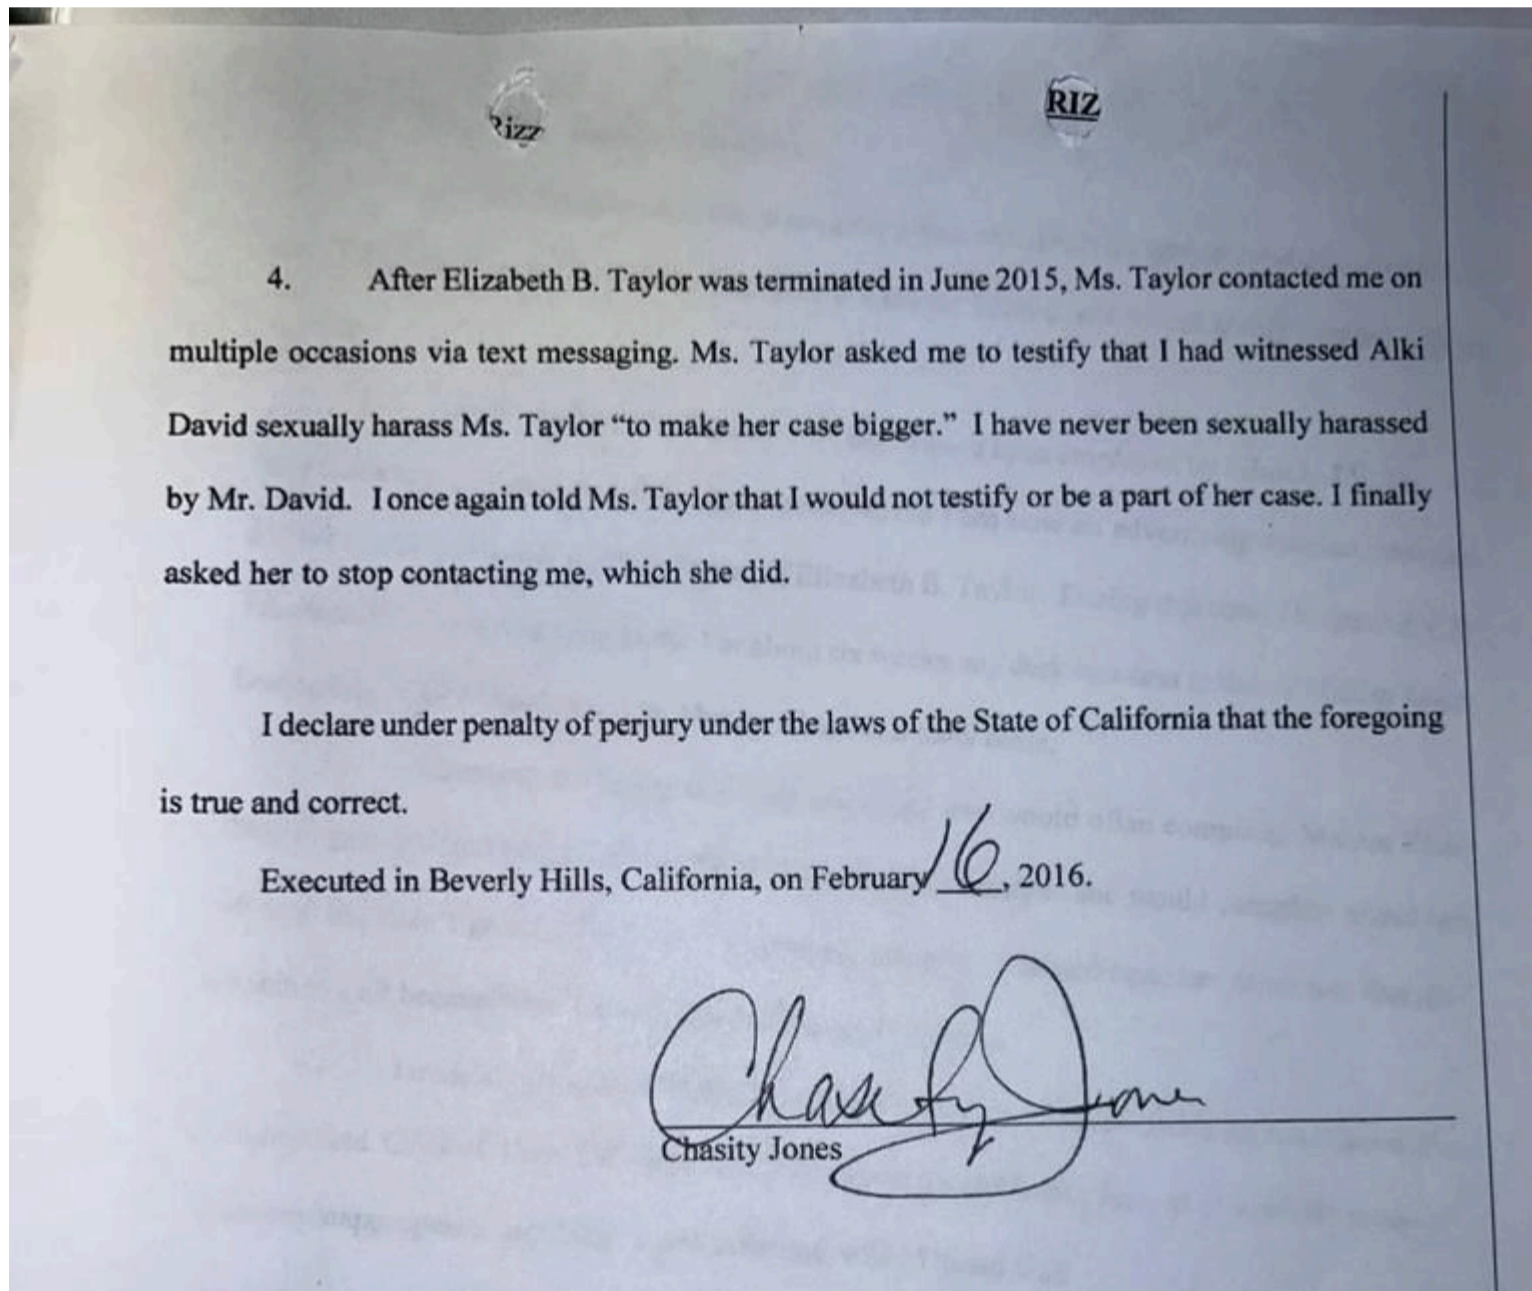 izz
RIZ
4. After Elizabeth B. Taylor was terminated in June 2015, Ms. Taylor contacted me on
multiple occasions via text messaging. Ms. Taylor asked me to testify that I had witnessed Alki
David sexually harass Ms. Taylor “to make her case bigger.” I have never been sexually harassed
by Mr. David. I once again told Ms. Taylor that I would not testify or be a part of her case. I finally
asked her to stop contacting me, which she did.
I declare under penalty of perjury under the laws of the State of California that the foregoing
is true and correct.
Executed in Beverly Hills, California, on February 16, 2016.
Chasity Jones
Chasity Jones